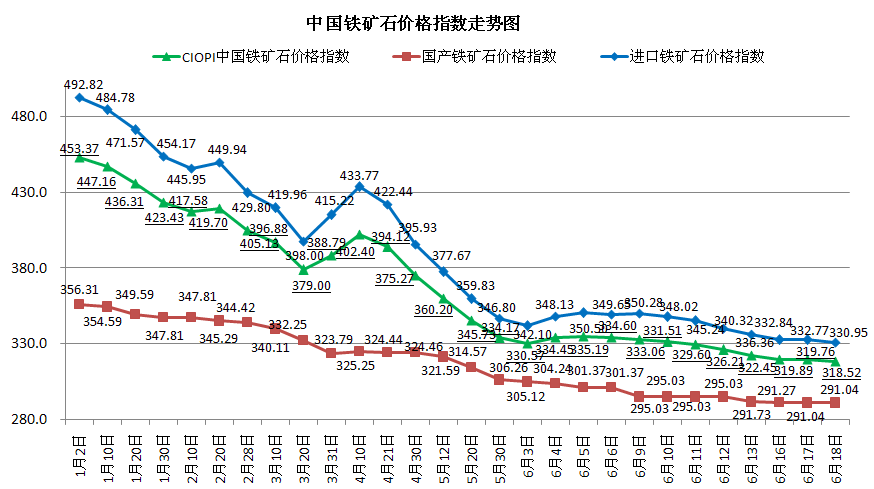 中国铁矿石价格指数走势图
CIOPI中国铁矿石价格指数
国产铁矿石价格指数
进口铁矿石价格指数
480.0
430.0
380.0
330.0
280.0
492.82
484.78
471.57
454.17
445.95
449.94
429.80
419.96
398.00
415.22
433.77
422.44
395.93
377.67
359.83
346.80
342.10
348.13
350.56
349.65
350.28
348.02
345.24
340.32
336.36
332.84
332.77
330.95
453.37
447.16
436.31
423.43
417.58
419.70
405.13
396.88
379.00
388.79
402.40
394.12
375.27
360.20
345.73
334.17
330.57
334.45
335.19
334.60
333.06
331.51
329.60
326.21
322.45
319.89
319.76
318.52
356.31
354.59
349.59
347.81
347.81
345.29
344.42
340.11
332.25
323.79
325.25
324.44
324.46
321.59
314.57
306.26
305.12
304.24
301.37
301.37
295.03
295.03
295.03
295.03
291.73
291.27
291.04
291.04
1月2日
1月10日
1月20日
1月30日
2月10日
2月20日
2月28日
3月10日
3月20日
3月31日
4月10日
4月21日
4月30日
5月12日
5月20日
5月30日
6月3日
6月4日
6月5日
6月6日
6月9日
6月10日
6月11日
6月12日
6月13日
6月16日
6月17日
6月18日